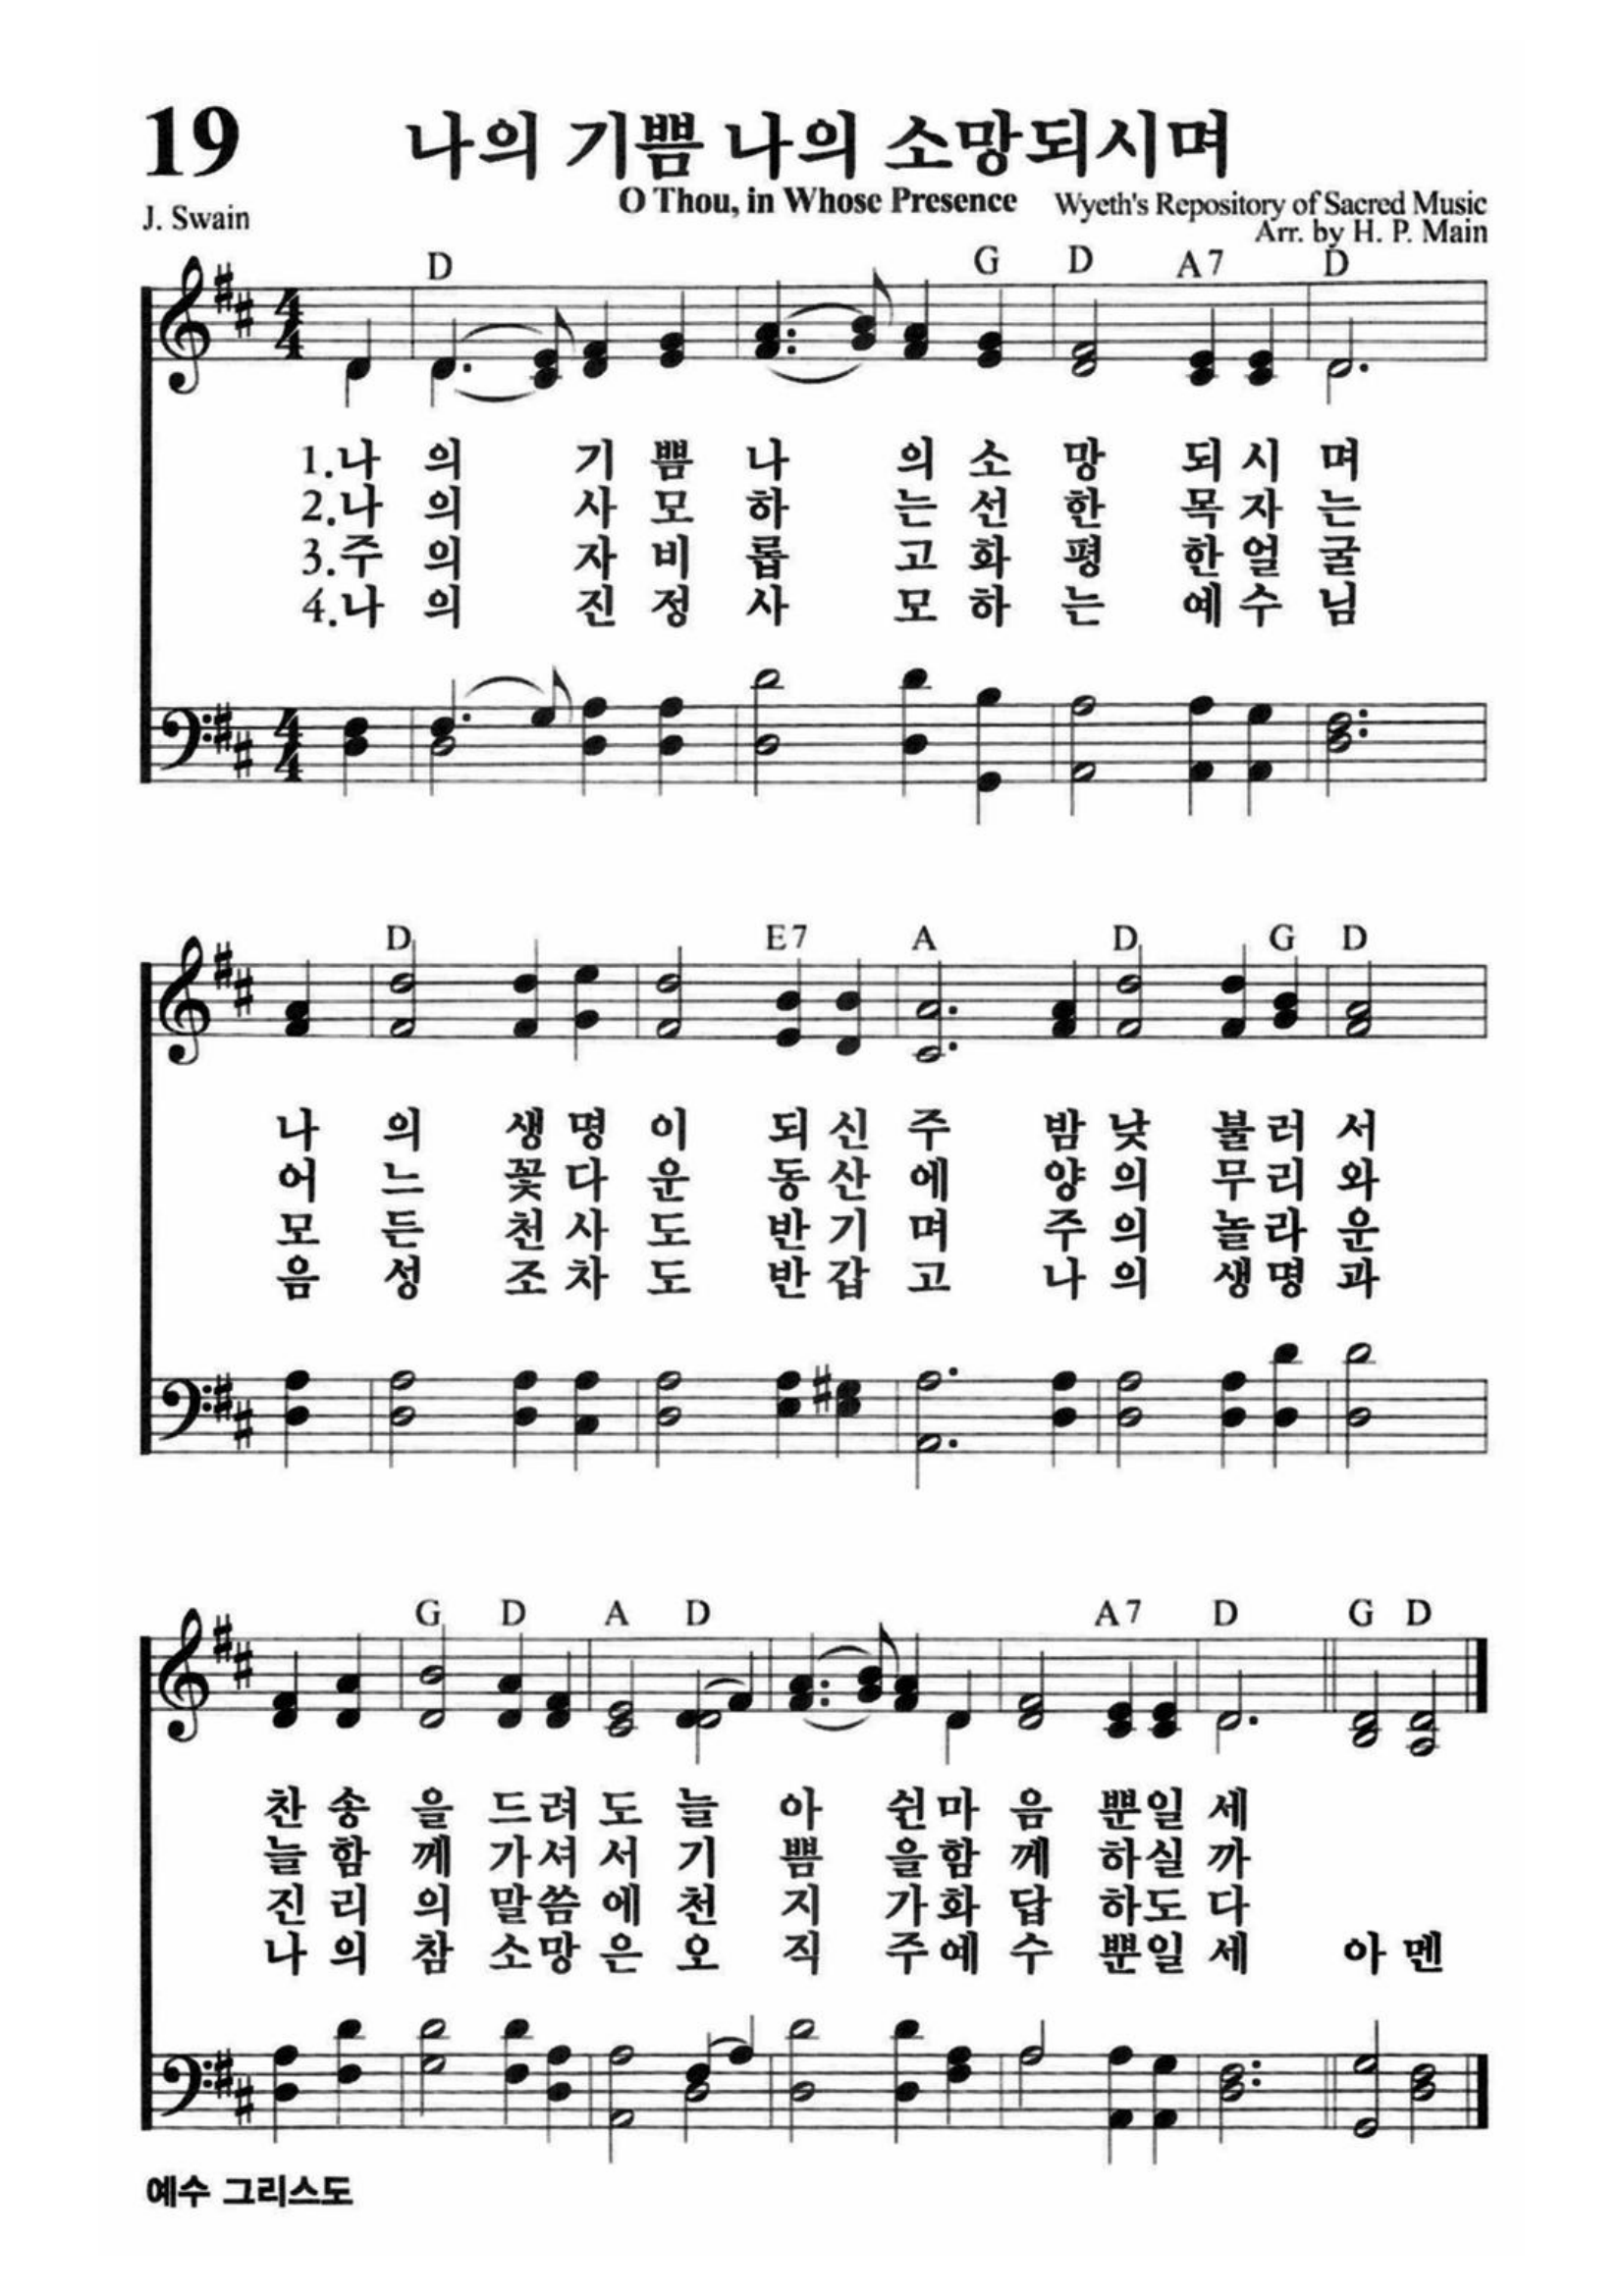 19
나의 기쁨 나의 소망되시며
O Thou, in Whose Presence
J. Swain
Wyeth's Repository of Sacred Music
Arr. by H. P. Main
D G D A7 D
1.나 의 기 쁨 나 의 소 망 되 시 며
2.나 의 사 모 하 는 선 한 목 자 는
3.주 의 자 비 롭 고 화 평 한 얼 굴
4.나 의 진 정 사 모 하 는 예 수 님
D E7 A D G D
나 의 생 명 이 되 신 주 밤 낮 불 러 서
어 느 꽃 다 운 동 산 에 양 의 무 리 와
모 든 천 사 도 반 기 며 주 의 놀 라 운
음 성 조 차 도 반 갑 고 나 의 생 명 과
G D A D A7 D G D
찬 송 을 드 려 도 늘 아 쉰 마 음 뿐 일 세
늘 함 께 가 셔 서 기 쁨 을 함 께 하 실 까
진 리 의 말 씀 에 천 지 가 화 답 하 도 다
나 의 참 소 망 은 오 직 주 예 수 뿐 일 세 아 멘
예수 그리스도